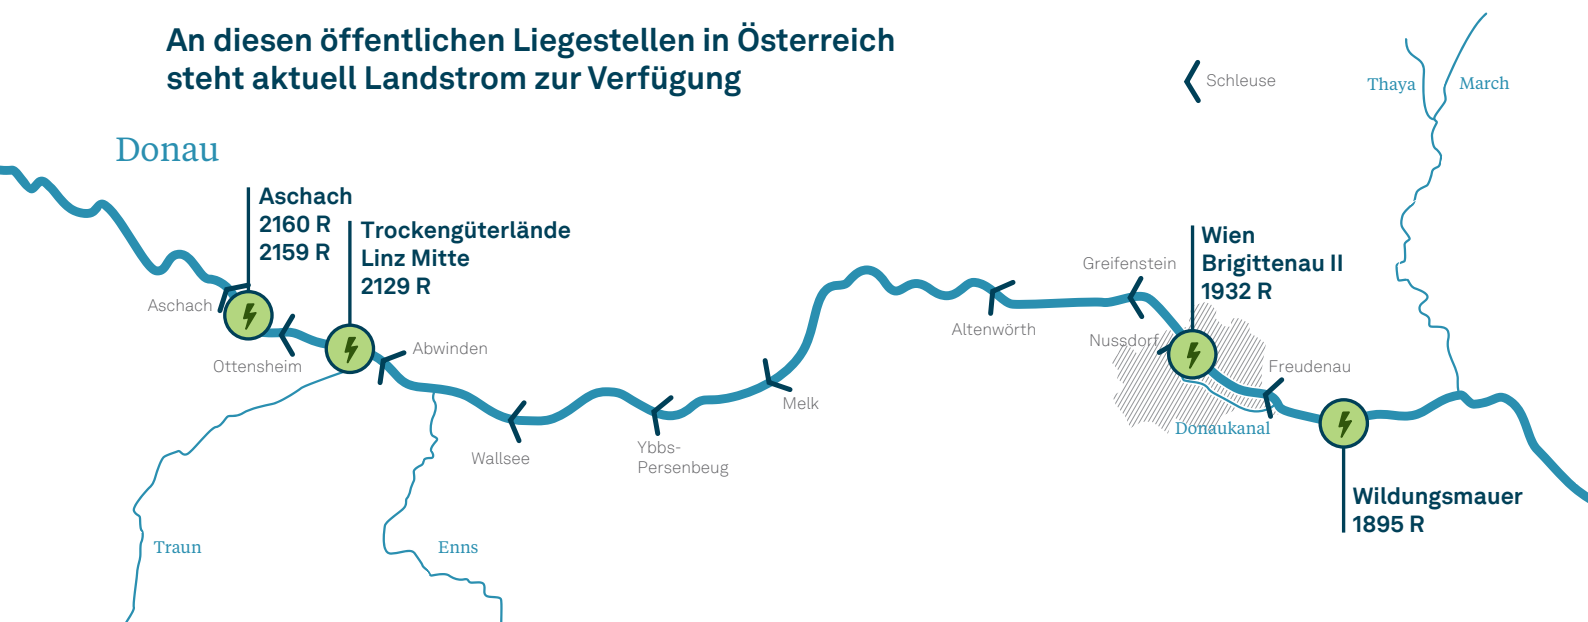 An diesen öffentlichen Liegestellen in Österreich
steht aktuell Landstrom zur Verfügung
Schleuse
Thaya
March
Donau
Aschach
2160 R
2159 R
Trockengüterlände
Linz Mitte
2129 R
Wien
Brigittenau II
1932 R
Greifenstein
Aschach
Altenwörth
Nussdorf
Abwinden
Ottensheim
Freudenau
Melk
Donaukanal
Wallsee
Ybbs-
Persenbeug
Wildungsmauer
1895 R
Traun
Enns